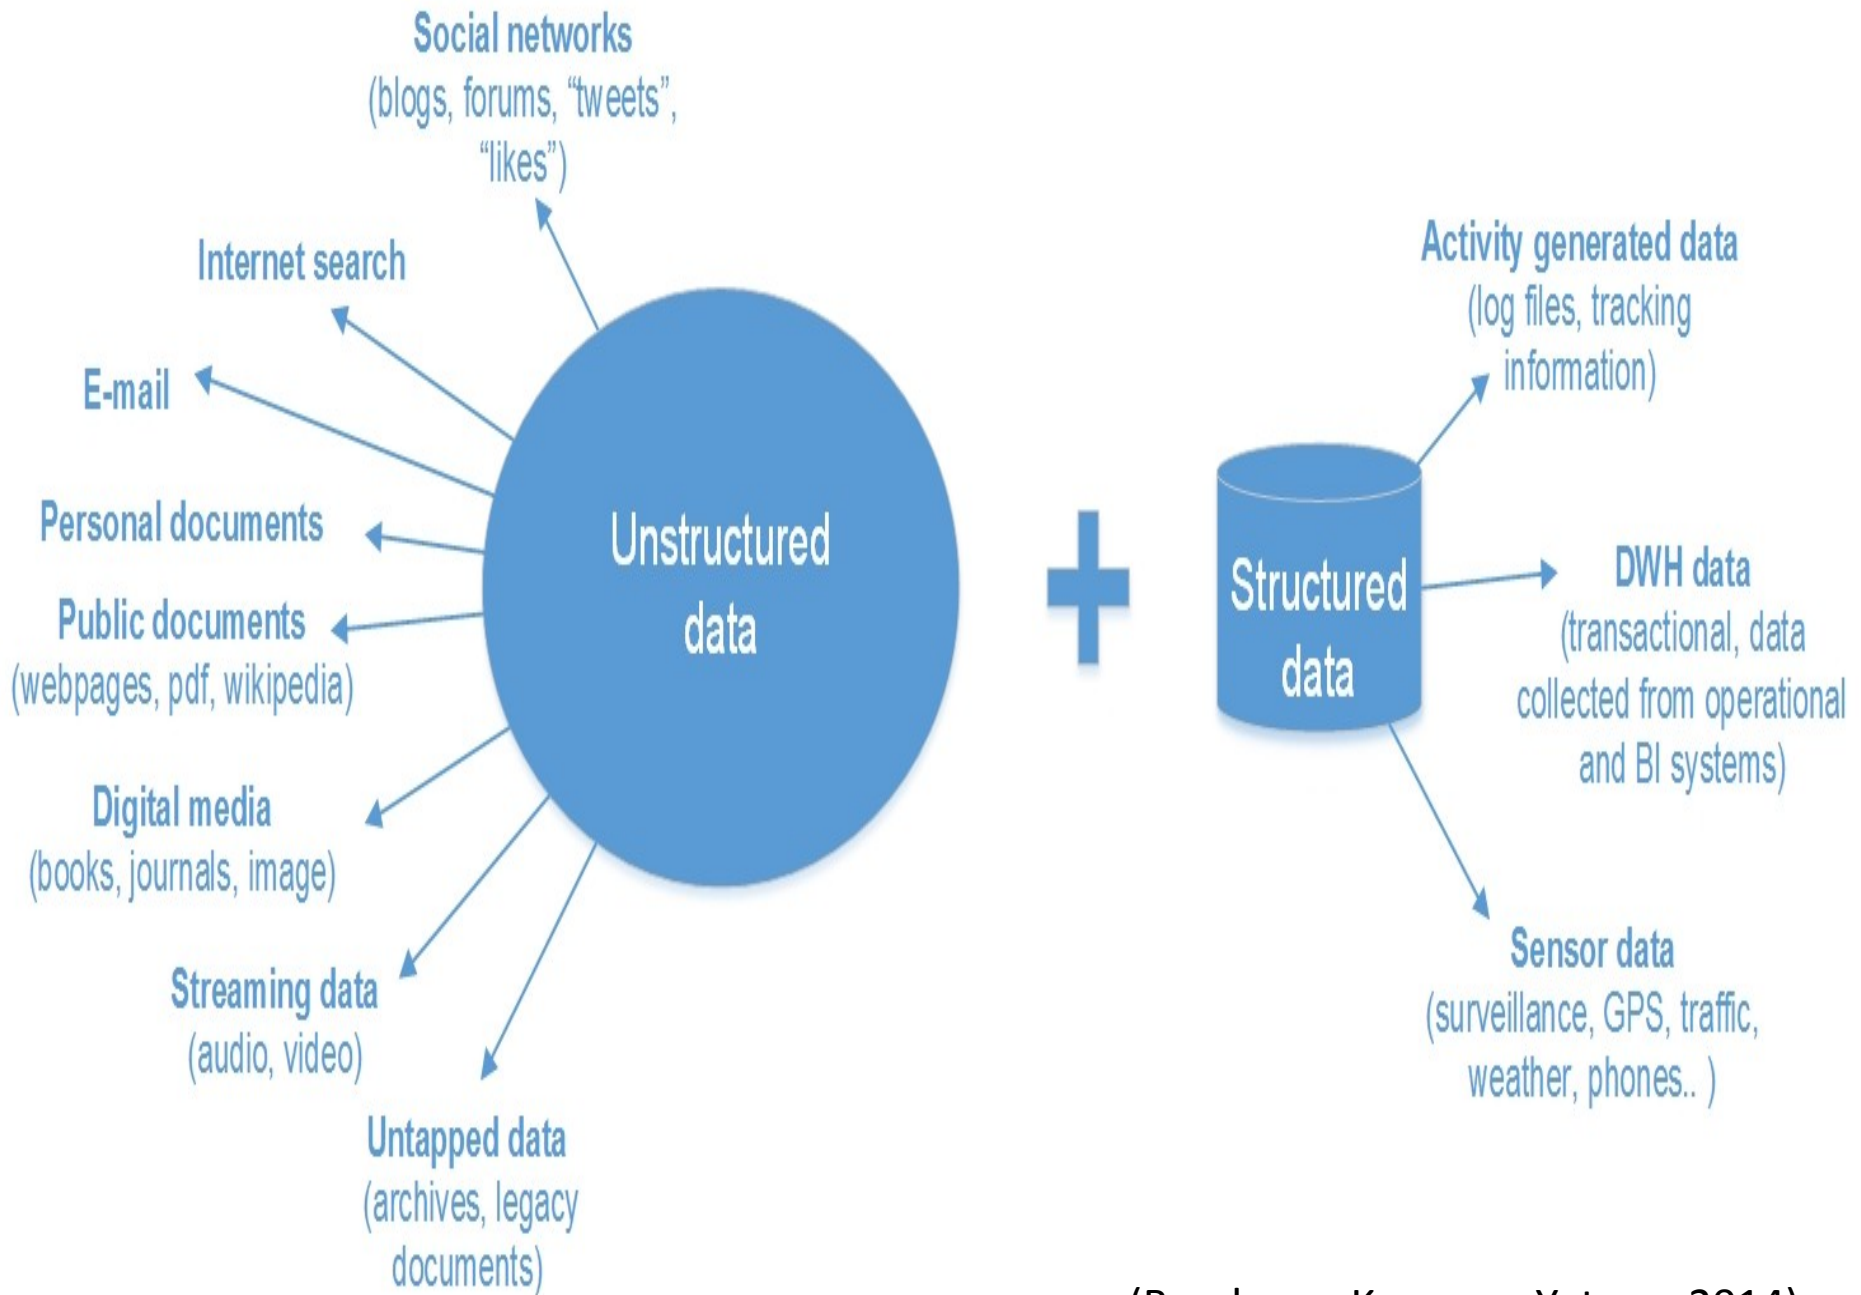 Social networks
(blogs, forums, “tweets”,
“likes”)
Internet search
E-mail
Personal documents
Public documents
(webpages, pdf, wikipedia)
Digital media
(books, journals, image)
Streaming data
(audio, video)
Untapped data
(archives, legacy
documents)
Unstructured
data
Structured
data
Activity generated data
(log files, tracking
information)
DWH data
(transactional, data
collected from operational
and BI systems)
Sensor data
(surveillance, GPS, traffic,
weather, phones.. )
2014)